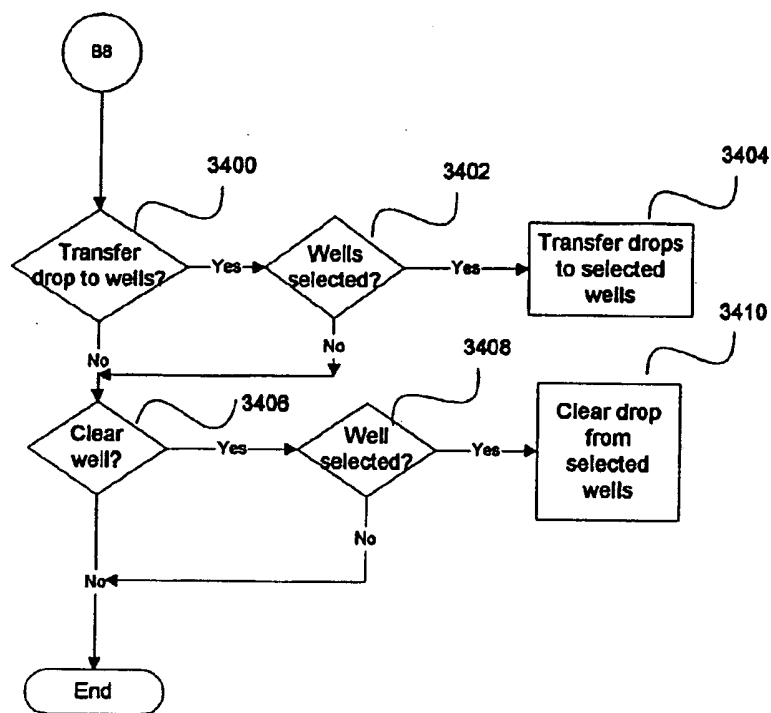 B8
3400
3402
3404
Transfer
drop to wells?
Yes
Wells
selected?
Yes
Transfer drops
to selected
wells
No
No
3406
3408
3410
Clear
well?
Yes
Well
selected?
Yes
Clear drop
from
selected
wells
No
No
End